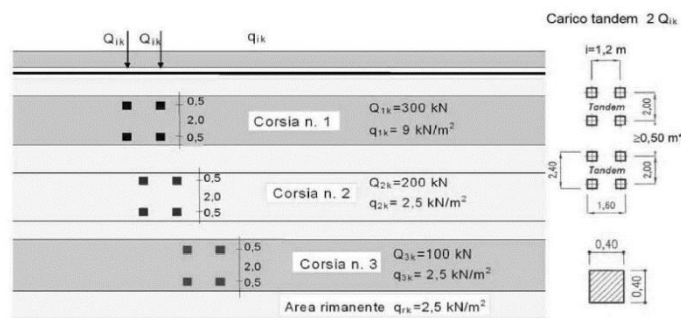 Carico tandem 2 Qik
Qik Qik qik
i=1,2 m
0,5
2,0
0,5
Corsia n. 1
Q1k=300 kN
q1k= 9 kN/m²
2,00
Tandem
≥0,50 m*
0,5
2,0
0,5
Corsia n. 2
Q2k=200 kN
q2k= 2,5 kN/m²
2,40
Tandem
2,00
1,60
0,5
2,0
0,5
Corsia n. 3
Q3k=100 kN
q3k= 2,5 kN/m²
0,40
0,40
Area rimanente qrk=2,5 kN/m²